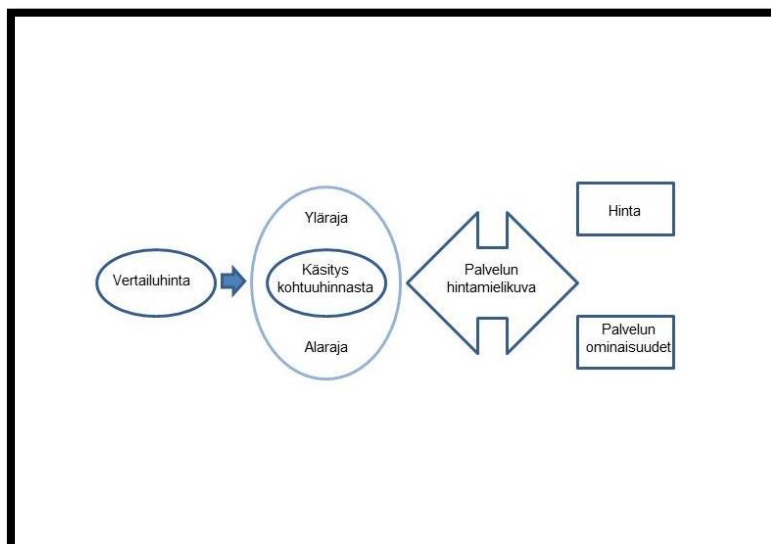 Vertailuhinta
Yläraja
Käsitys
kohtuuhinnasta
Alaraja
Palvelun
hintamielikuva
Hinta
Palvelun
ominaisuudet